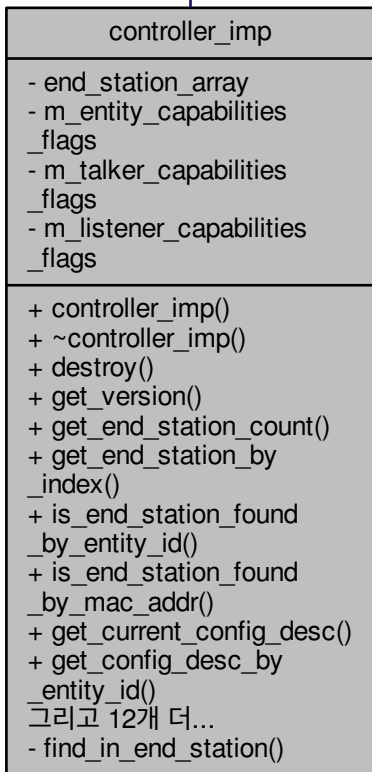 controller_imp
- end_station_array
- m_entity_capabilities
_flags
- m_talker_capabilities
_flags
- m_listener_capabilities
_flags
+ controller_imp()
+ ~controller_imp()
+ destroy()
+ get_version()
+ get_end_station_count()
+ get_end_station_by
_index()
+ is_end_station_found
_by_entity_id()
+ is_end_station_found
_by_mac_addr()
+ get_current_config_desc()
+ get_config_desc_by
_entity_id()
그리고 12개 더...
- find_in_end_station()